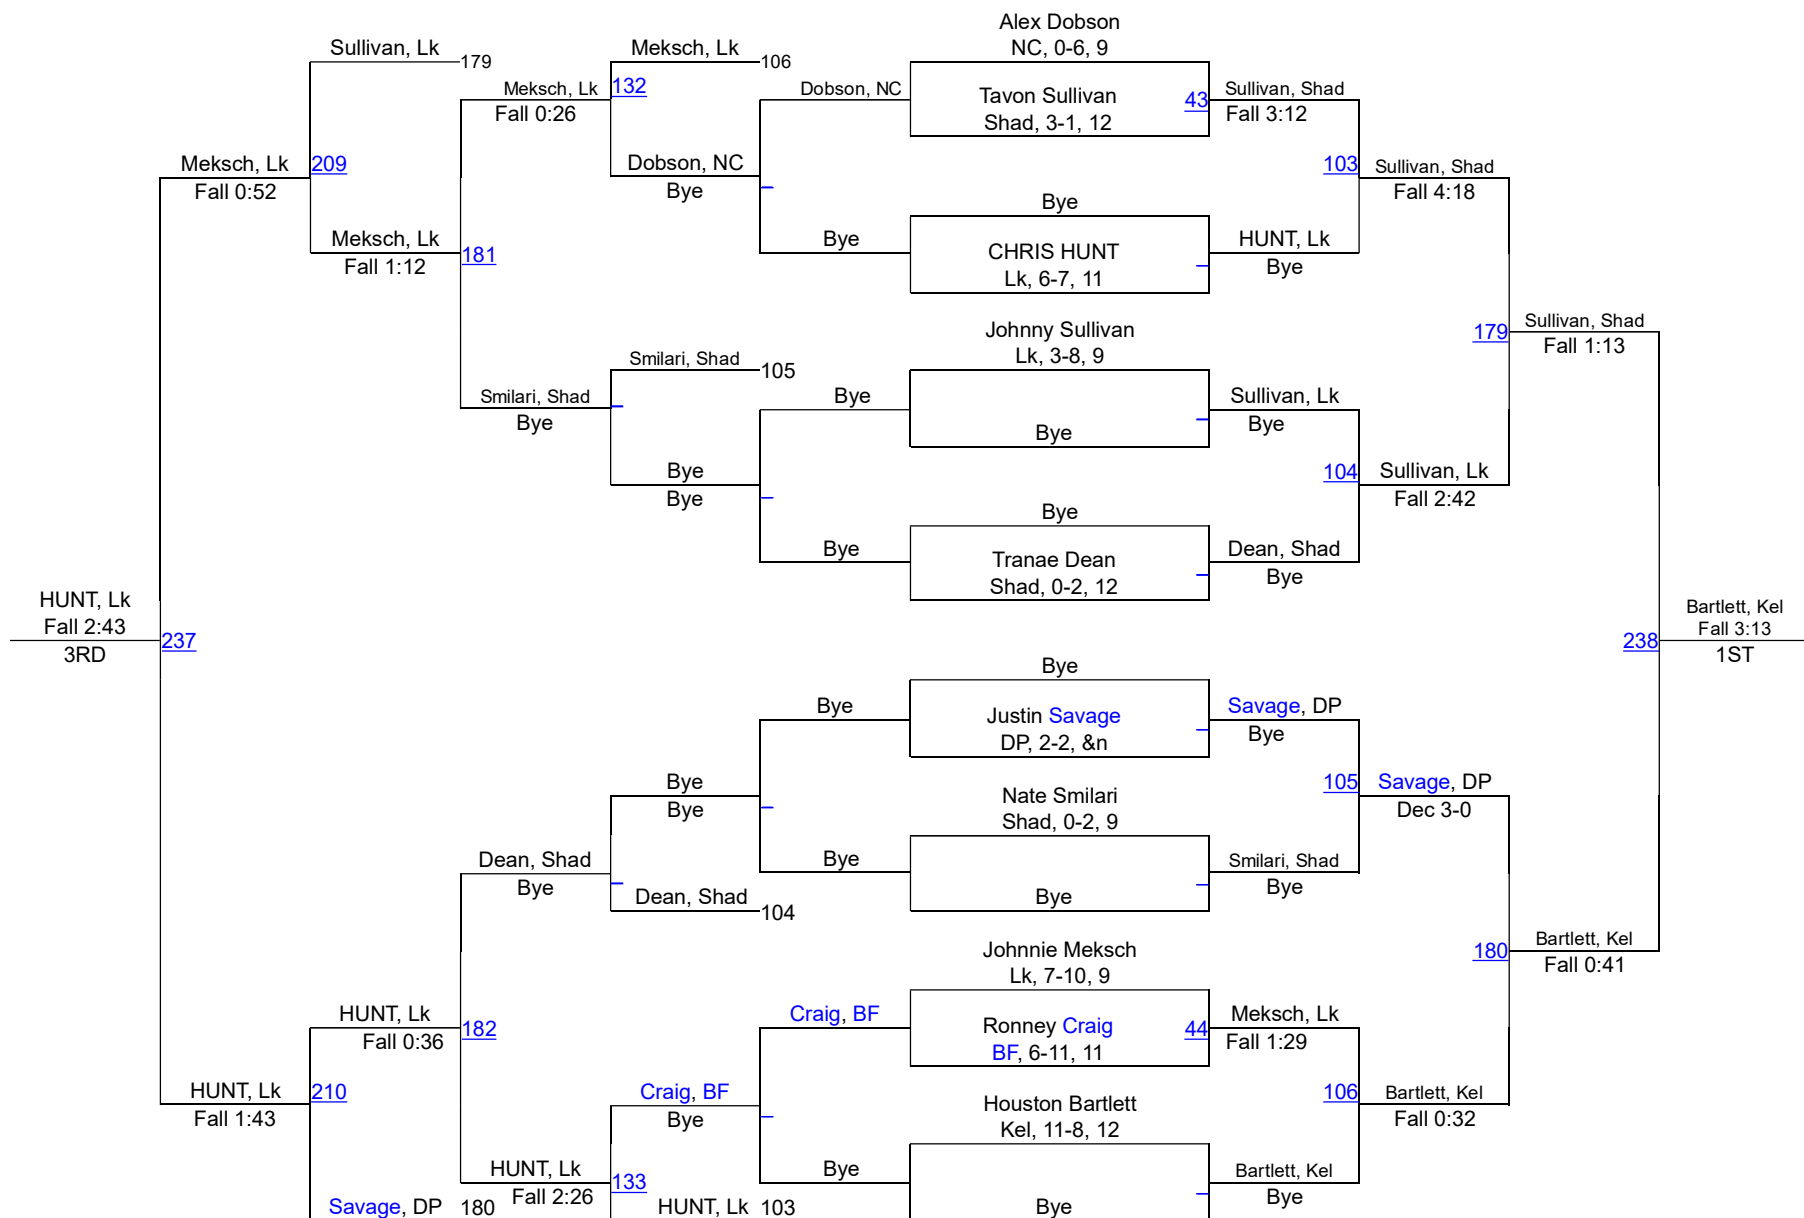 Alex Dobson
Sullivan, Lk
179
Meksch, Lk
106
NC, 0-6, 9
Meksch, Lk
132
Dobson, NC
Tavon Sullivan
43
Sullivan, Shad
Fall 0:26
Shad, 3-1, 12
Fall 3:12
Meksch, Lk
209
Dobson, NC
103
Sullivan, Shad
Fall 0:52
Bye
Fall 4:18
Bye
Meksch, Lk
181
Bye
CHRIS HUNT
HUNT, Lk
Fall 1:12
Lk, 6-7, 11
Bye
Johnny Sullivan
179
Sullivan, Shad
Smilari, Shad
105
Lk, 3-8, 9
Fall 1:13
Smilari, Shad
Bye
Sullivan, Lk
Bye
Bye
Bye
Bye
104
Sullivan, Lk
Bye
Fall 2:42
Bye
Bye
Tranae Dean
Dean, Shad
Shad, 0-2, 12
Bye
HUNT, Lk
Bartlett, Kel
Fall 2:43
237
238
Fall 3:13
3RD
1ST
Bye
Bye
Justin Savage
Savage, DP
DP, 2-2, &n
Bye
Bye
Nate Smilari
105
Savage, DP
Bye
Shad, 0-2, 9
Dec 3-0
Dean, Shad
Bye
Smilari, Shad
Bye
Bye
Bye
Dean, Shad
104
Johnnie Meksch
180
Bartlett, Kel
Lk, 7-10, 9
Fall 0:41
HUNT, Lk
182
Craig, BF
Ronney Craig
44
Meksch, Lk
Fall 0:36
BF, 6-11, 11
Fall 1:29
HUNT, Lk
210
Craig, BF
Houston Bartlett
106
Bartlett, Kel
Fall 1:43
Bye
Kel, 11-8, 12
Fall 0:32
HUNT, Lk
133
Bye
Bartlett, Kel
Fall 2:26
Bye
Savage, DP
180
HUNT, Lk
103
Bye